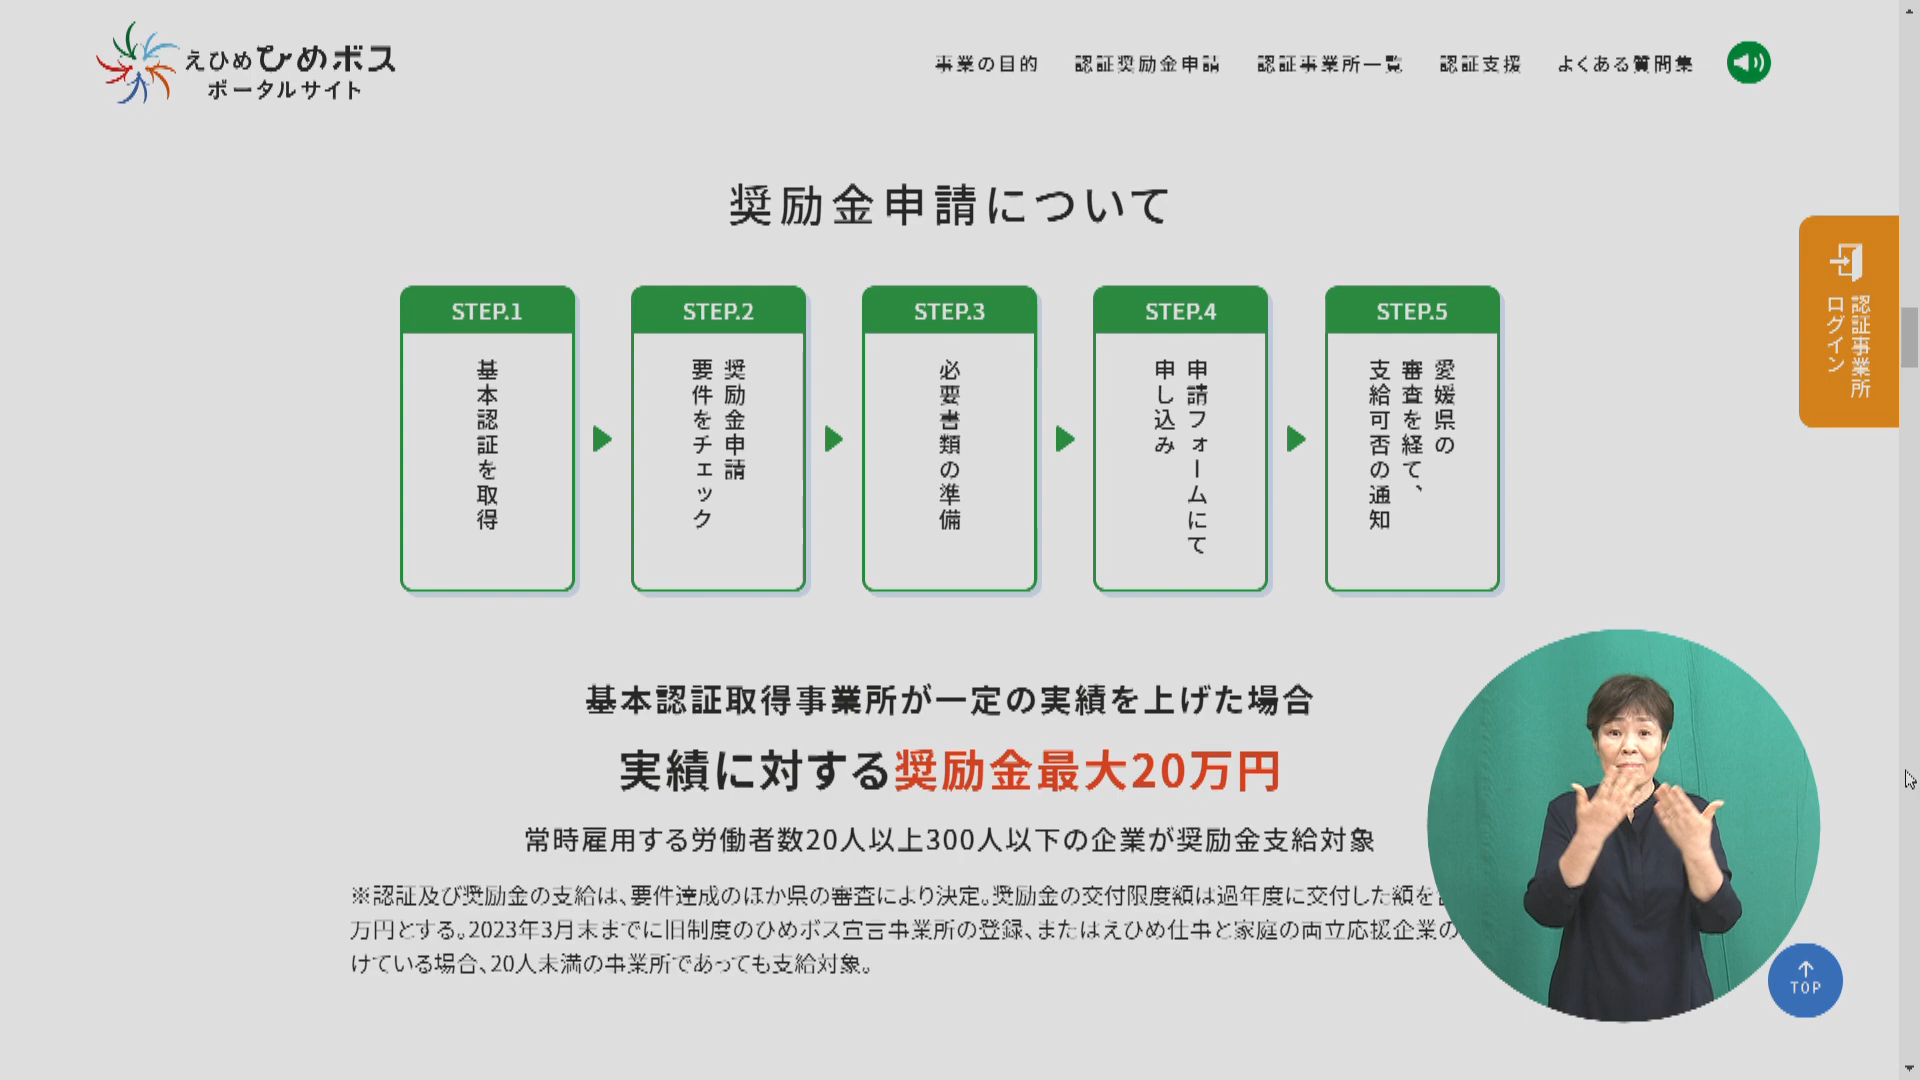 えひめひめボス
ポータルサイト
事業の目的
認証奨励金申請
認証事業所一覧
認証支援
よくある質問集
奨励金申請について
認証事業所
ログイン
STEP.1
基本認証を取得
STEP.2
奨励金申請
要件をチェック
STEP.3
必要書類の準備
STEP.4
申請フォームにて
申し込み
STEP.5
愛媛県の
審査を経て、
支給可否の通知
基本認証取得事業所が一定の実績を上げた場合
実績に対する奨励金最大20万円
常時雇用する労働者数20人以上300人以下の企業が奨励金支給対象
※認証及び奨励金の支給は、要件達成のほか県の審査により決定。奨励金の交付限度額は過年度に交付した額を
万円とする。2023年3月末までに旧制度のひめボス宣言事業所の登録、またはえひめ仕事と家庭の両立応援企業の
けている場合、20人未満の事業所であっても支給対象。
TOP